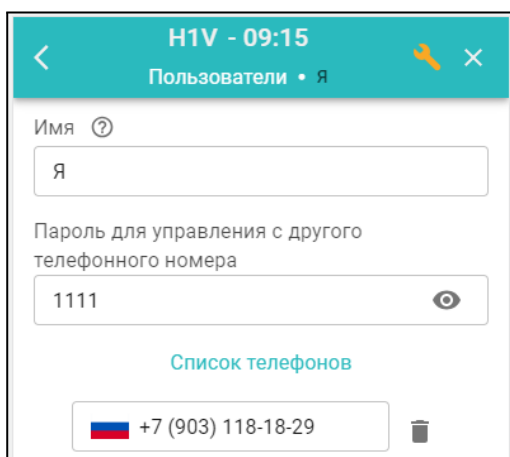 H1V - 09:15
Пользователи • Я
Имя
Я
Пароль для управления с другого
телефонного номера
1111
Список телефонов
+7 (903) 118-18-29